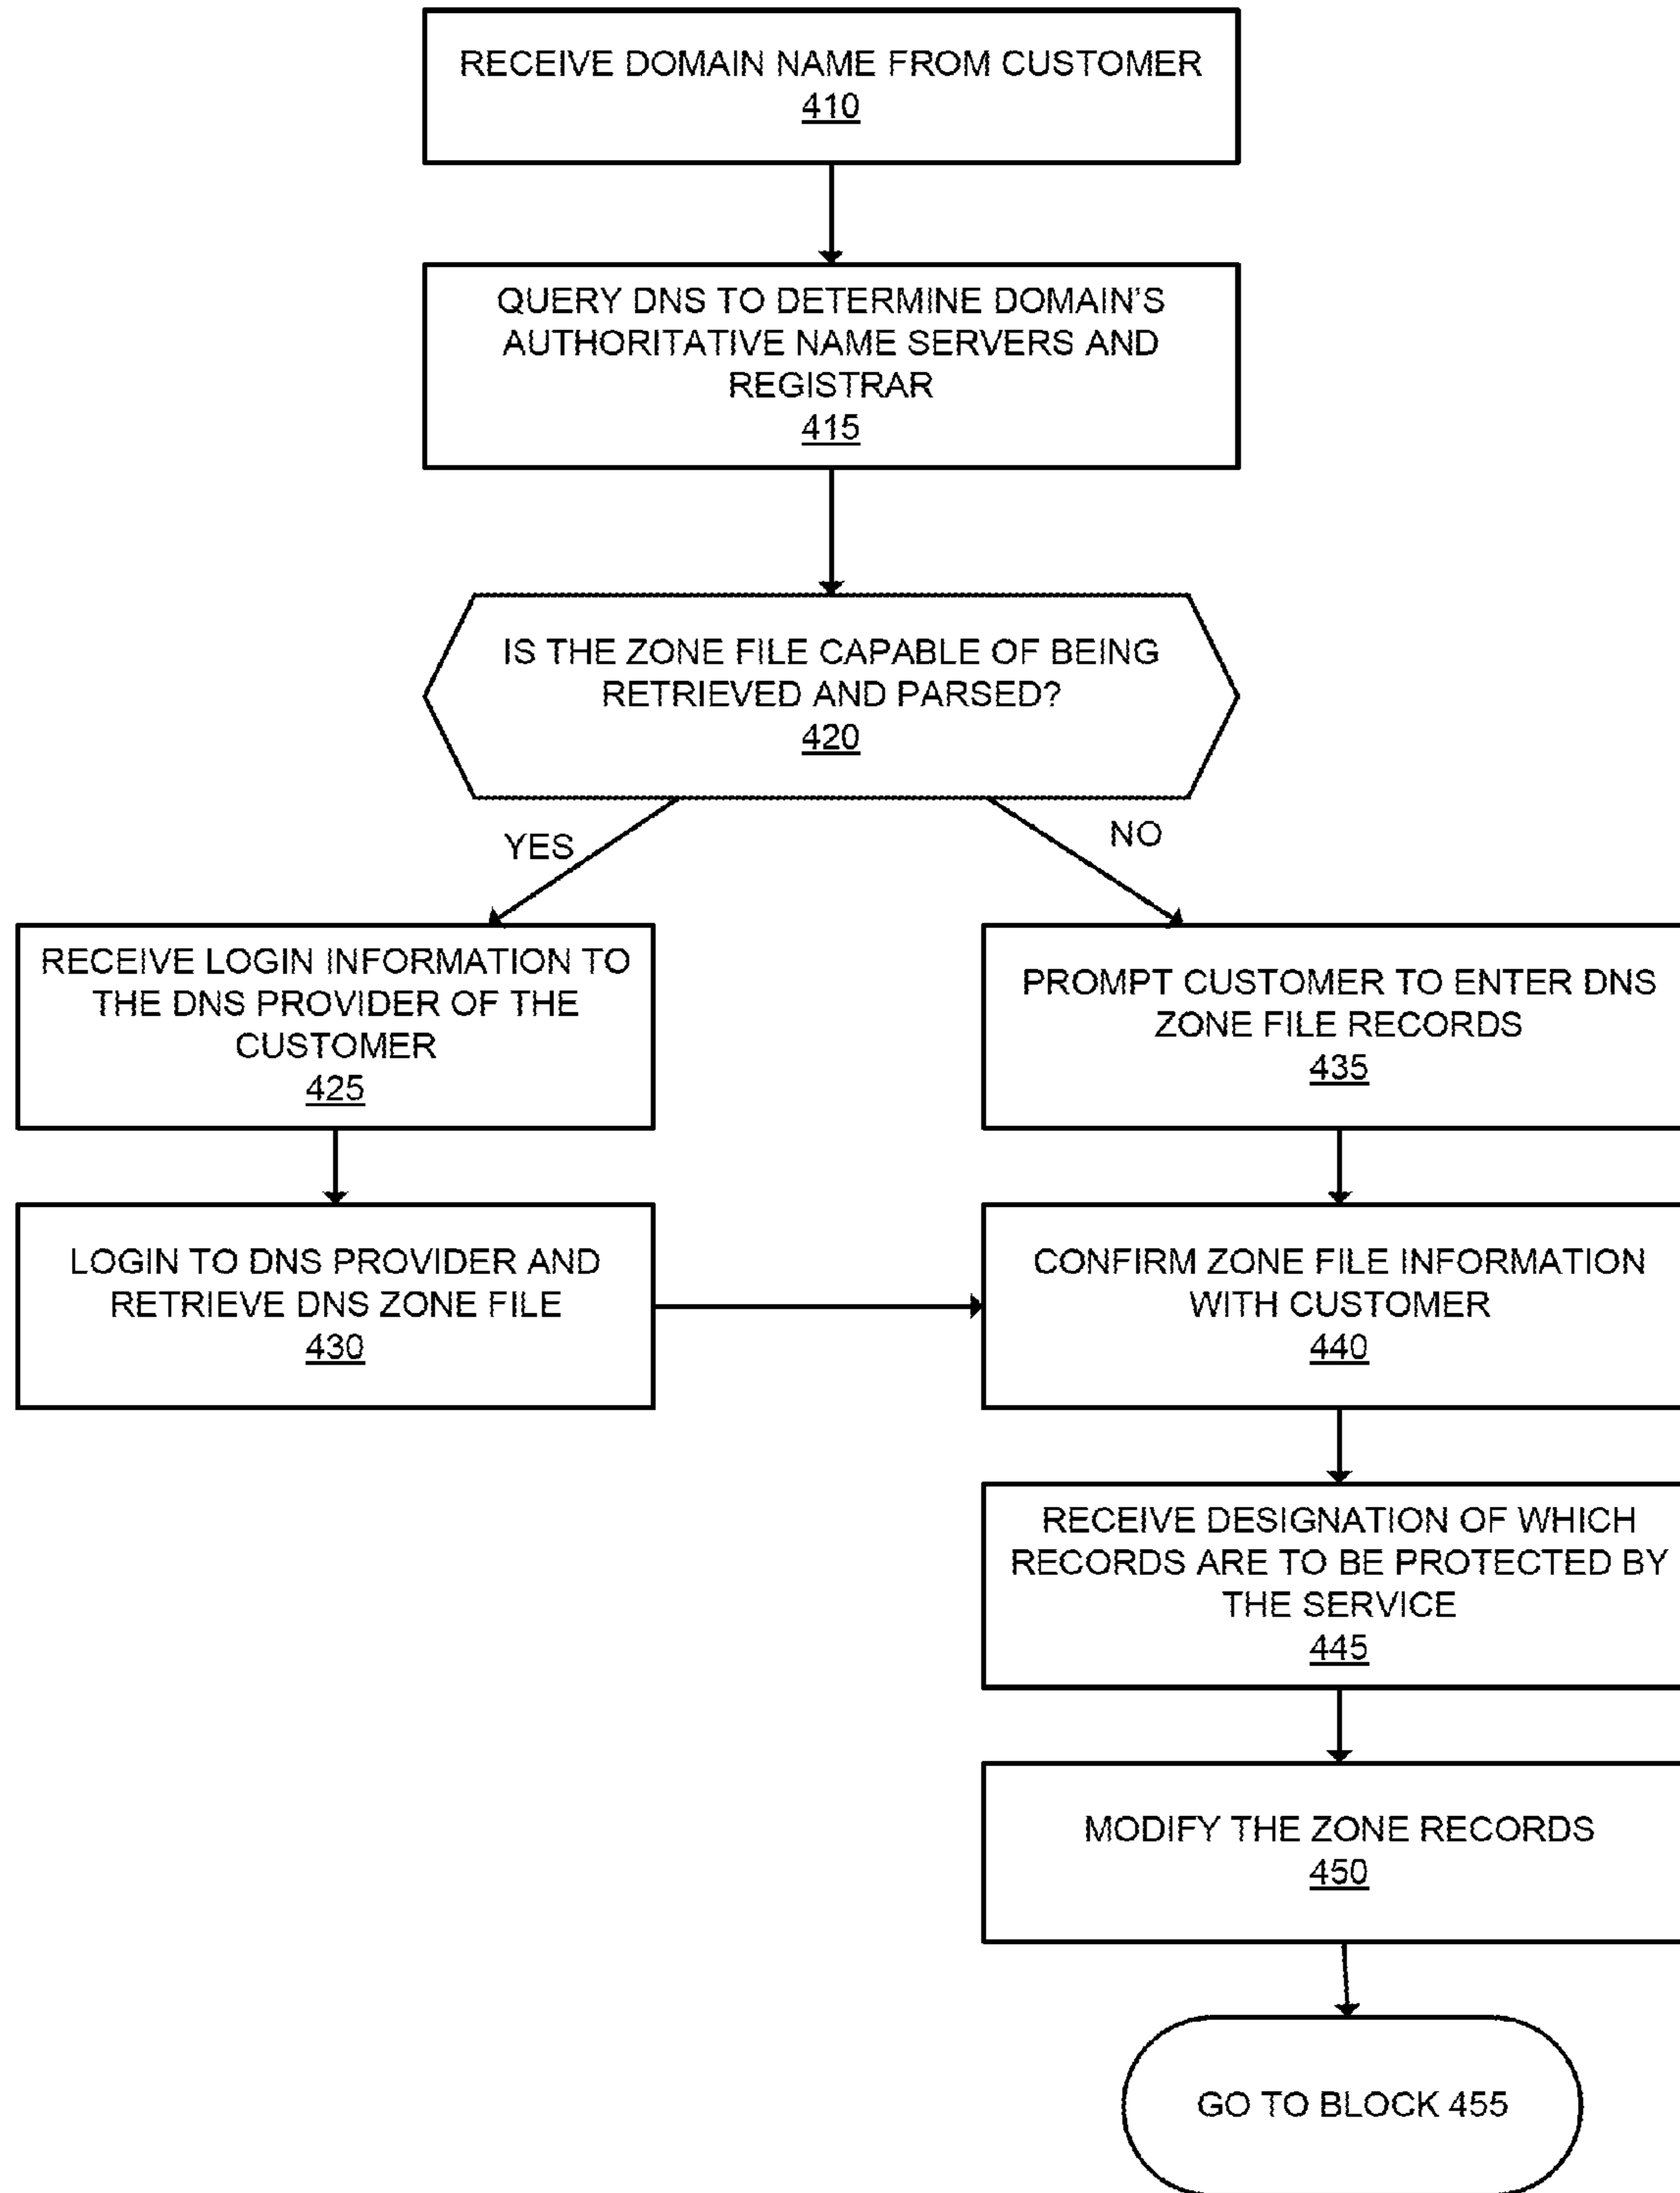 RECEIVE DOMAIN NAME FROM CUSTOMER
410
QUERY DNS TO DETERMINE DOMAIN'S
AUTHORITATIVE NAME SERVERS AND
REGISTRAR
415
IS THE ZONE FILE CAPABLE OF BEING
RETRIEVED AND PARSED?
420
YES
NO
RECEIVE LOGIN INFORMATION TO
THE DNS PROVIDER OF THE
CUSTOMER
425
PROMPT CUSTOMER TO ENTER DNS
ZONE FILE RECORDS
435
LOGIN TO DNS PROVIDER AND
RETRIEVE DNS ZONE FILE
430
CONFIRM ZONE FILE INFORMATION
WITH CUSTOMER
440
RECEIVE DESIGNATION OF WHICH
RECORDS ARE TO BE PROTECTED BY
THE SERVICE
445
MODIFY THE ZONE RECORDS
450
GO TO BLOCK 455